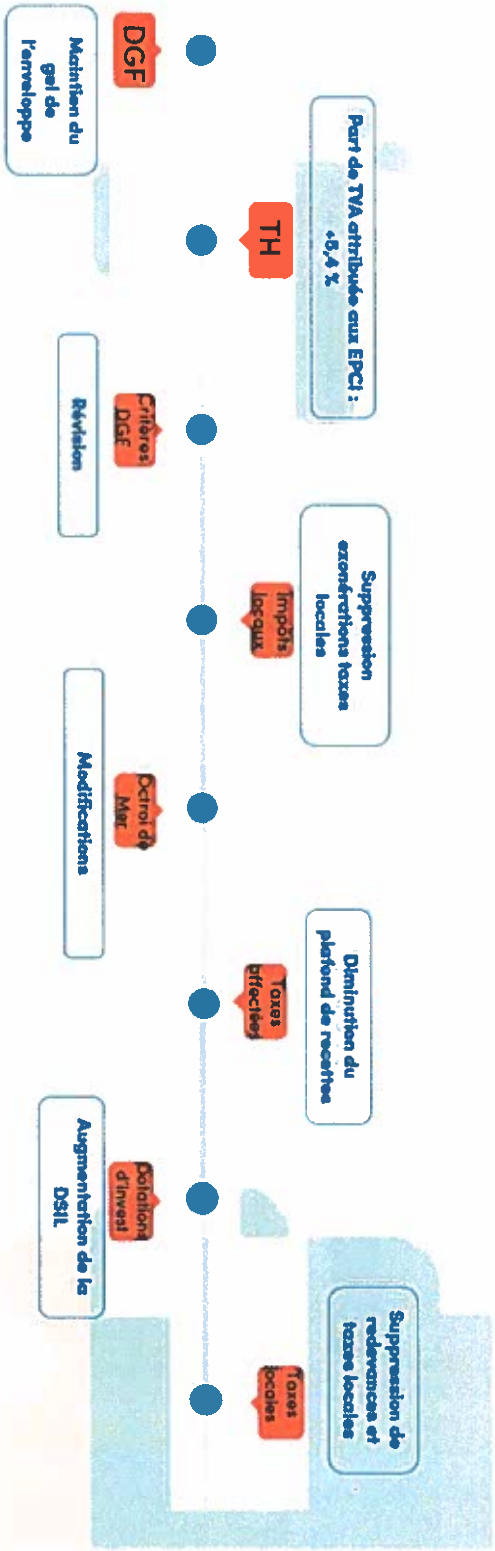 DGF
Maintien du
gel de
l'enveloppe
Part de TVA attribuée aux EPCI :
+5,4 %
TH
Critères
DGF
Révision
Suppression
exonérations taxes
locales
Impôts
locaux
Octroi de
Mer
Modifications
Diminution du
plafond de recettes
Taxes
affectées
Dotations
d'invest
Augmentation de la
DSIL
Suppression de
redevances et
taxes locales
Taxes
locales